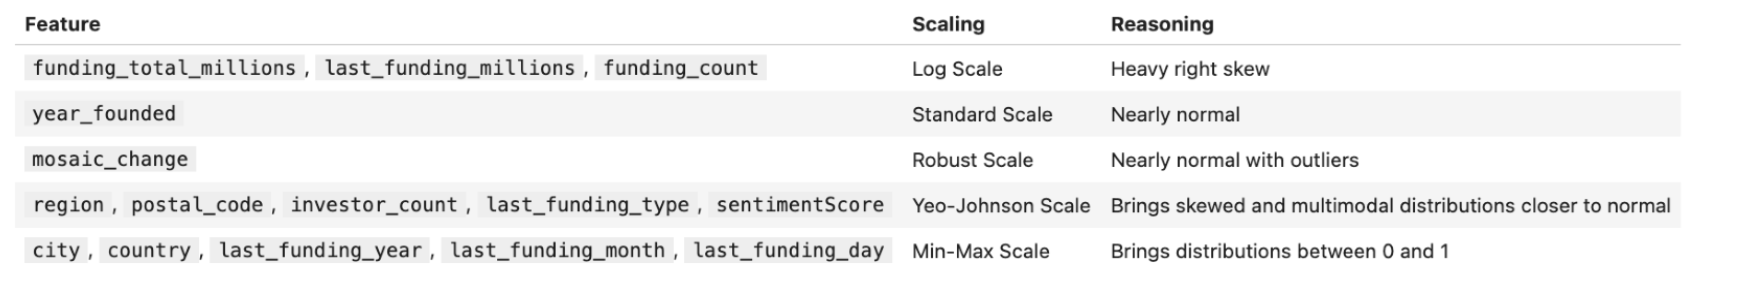 Feature Scaling Reasoning
funding_total_millions , last_funding_millions , funding_count Log Scale Heavy right skew
year_founded Standard Scale Nearly normal
mosaic_change Robust Scale Nearly normal with outliers
region , postal_code , investor_count , last_funding_type , sentimentScore Yeo-Johnson Scale Brings skewed and multimodal distributions closer to normal
city , country , last_funding_year , last_funding_month , last_funding_day Min-Max Scale Brings distributions between 0 and 1